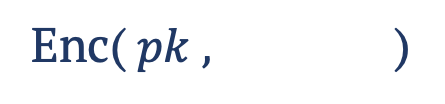 Enc( pk , )